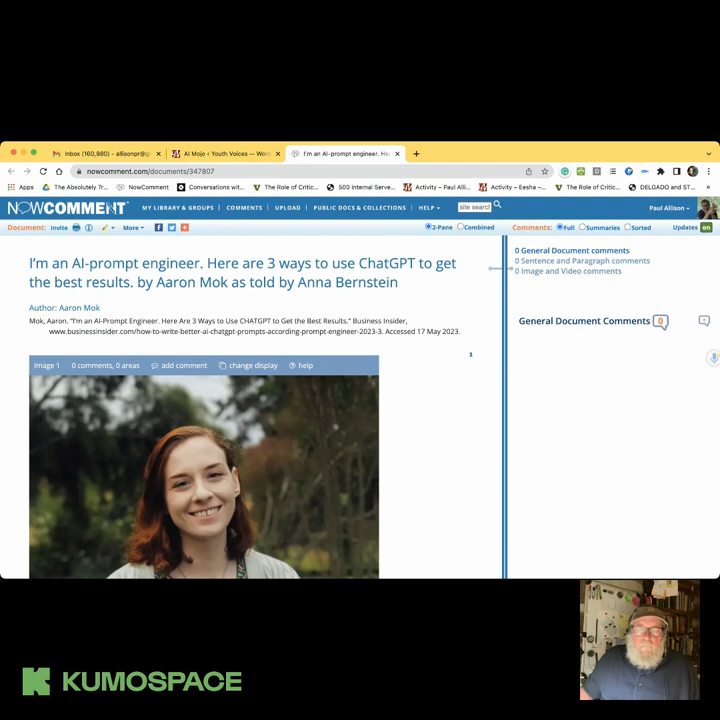 Inbox (160,980) - allisonpr@g
AI Mojo ‹ Youth Voices — Wor
I'm an AI-prompt engineer. He
nowcomment.com/documents/347807
Apps The Absolutely Tr... NowComment Conversations wit... The Role of Critic... 500 Internal Serve... Activity – Paul Alli... Activity – Eesha –... The Role of Critic... DELGADO and ST...
NOWCOMMENT® MY LIBRARY & GROUPS COMMENTS UPLOAD PUBLIC DOCS & COLLECTIONS HELP site search Paul Allison
Document: Invite More 2-Pane Combined Comments: Full Summaries Sorted Updates on
I'm an AI-prompt engineer. Here are 3 ways to use ChatGPT to get
the best results. by Aaron Mok as told by Anna Bernstein
Author: Aaron Mok
Mok, Aaron. "I'm an AI-Prompt Engineer. Here Are 3 Ways to Use CHATGPT to Get the Best Results." Business Insider,
www.businessinsider.com/how-to-write-better-ai-chatgpt-prompts-according-prompt-engineer-2023-3. Accessed 17 May 2023.
1
Image 1 0 comments, 0 areas add comment change display help
0 General Document comments
0 Sentence and Paragraph comments
0 Image and Video comments
General Document Comments 0
KUMOSPACE